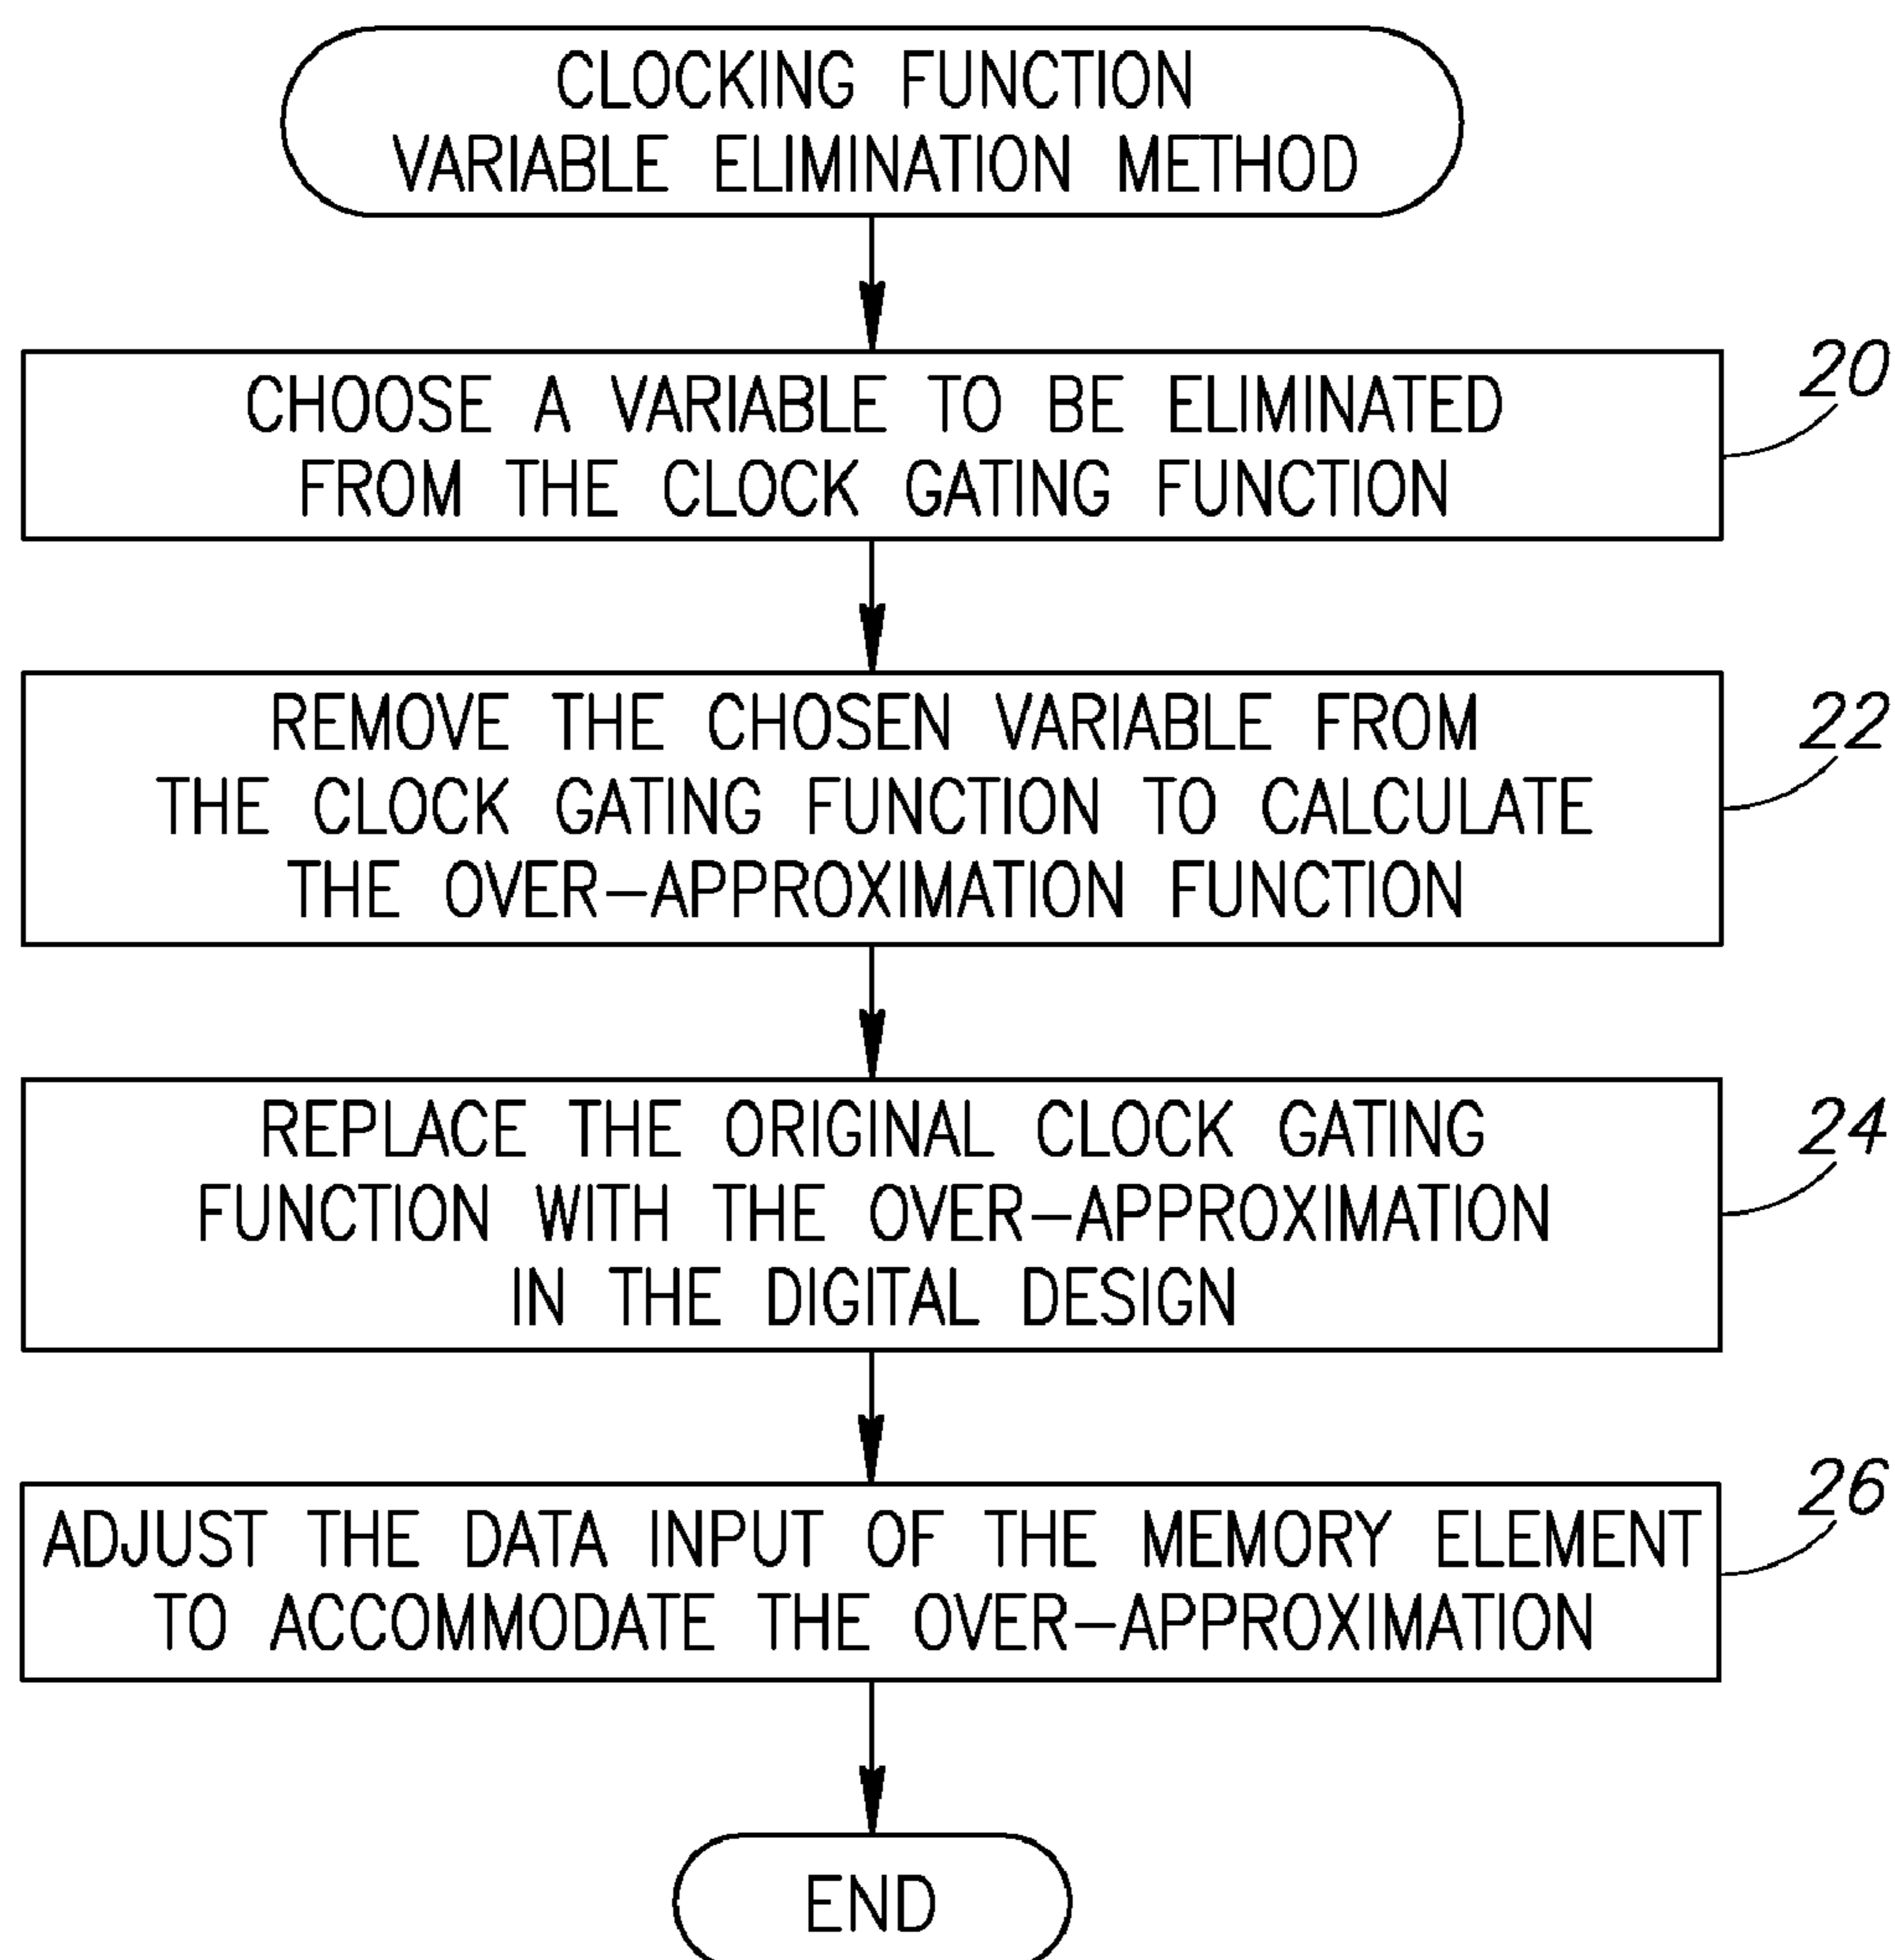 CLOCKING FUNCTION
VARIABLE ELIMINATION METHOD
CHOOSE A VARIABLE TO BE ELIMINATED
FROM THE CLOCK GATING FUNCTION
20
REMOVE THE CHOSEN VARIABLE FROM
THE CLOCK GATING FUNCTION TO CALCULATE
THE OVER-APPROXIMATION FUNCTION
22
REPLACE THE ORIGINAL CLOCK GATING
FUNCTION WITH THE OVER-APPROXIMATION
IN THE DIGITAL DESIGN
24
ADJUST THE DATA INPUT OF THE MEMORY ELEMENT
TO ACCOMMODATE THE OVER-APPROXIMATION
26
END